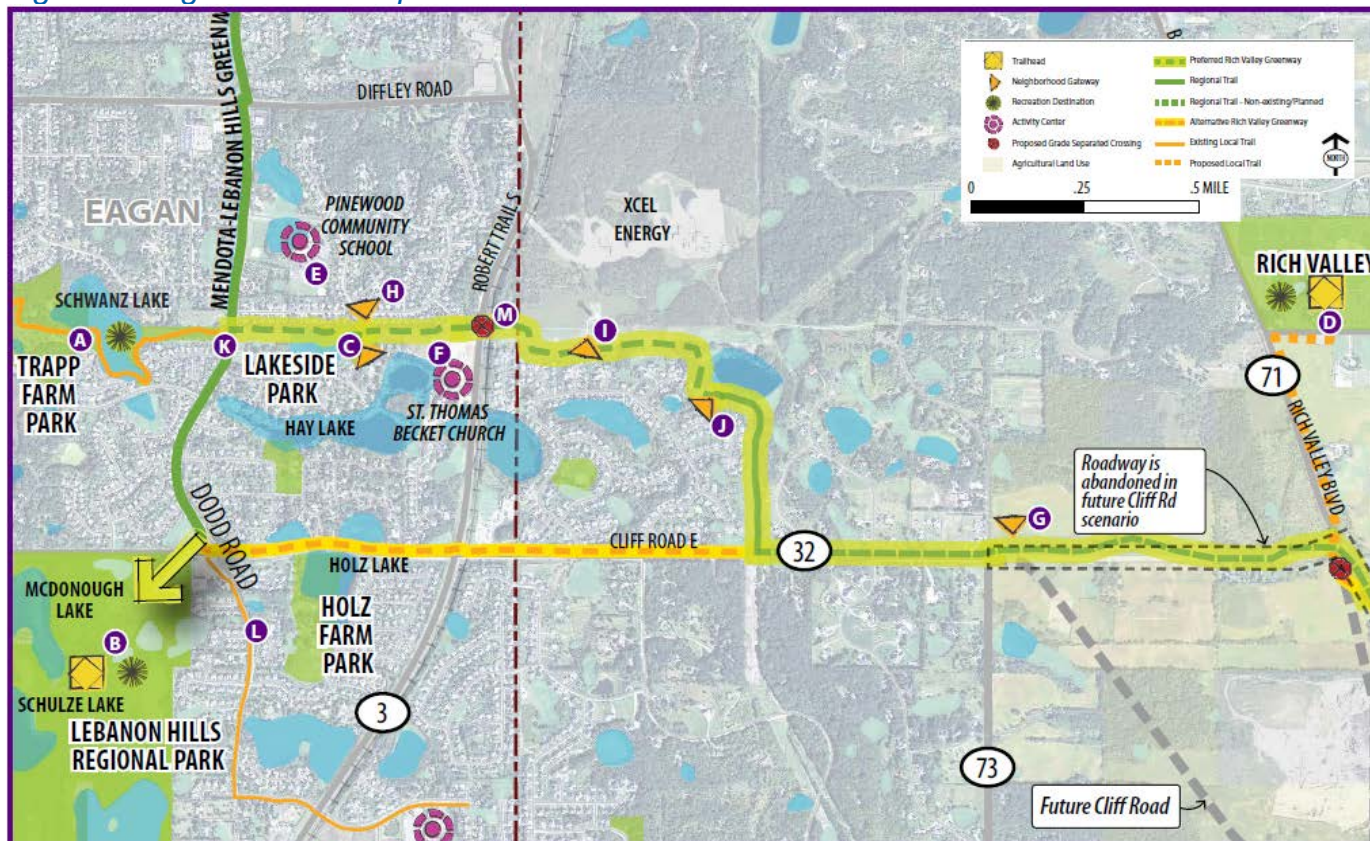 DIFFLEY ROAD
MENDOTA-LEBANON HILLS GREENW
EAGAN
PINEWOOD
COMMUNITY
SCHOOL
E
H
ROBERT TRAIL S
XCEL
ENERGY
Trailhead
Neighborhood Gateway
Recreation Destination
Activity Center
Proposed Grade Separated Crossing
Agricultural Land Use
Preferred Rich Valley Greenway
Regional Trail
Regional Trail - Non-existing/Planned
Alternative Rich Valley Greenway
Existing Local Trail
Proposed Local Trail
NORTH
0 .25 .5 MILE
RICH VALLEY
D
SCHWANZ LAKE
A
TRAPP
FARM
PARK
K
LAKESIDE
PARK
C
F
M
I
J
HAY LAKE
ST. THOMAS
BECKET CHURCH
71
RICH VALLEY BLVD
Roadway is
abandoned in
future Cliff Rd
scenario
G
DODD ROAD
CLIFF ROAD E
32
HOLZ LAKE
MCDONOUGH
LAKE
HOLZ
FARM
PARK
L
B
SCHULZE LAKE
LEBANON HILLS
REGIONAL PARK
3
73
Future Cliff Road